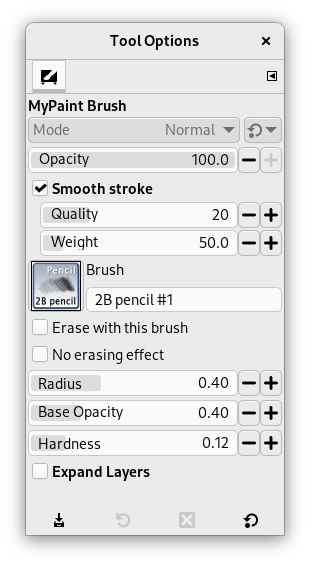 Tool Options
MyPaint Brush
Mode Normal
Opacity 100.0
Smooth stroke
Quality 20
Weight 50.0
Pencil
2B pencil
Brush
2B pencil #1
Erase with this brush
No erasing effect
Radius 0.40
Base Opacity 0.40
Hardness 0.12
Expand Layers